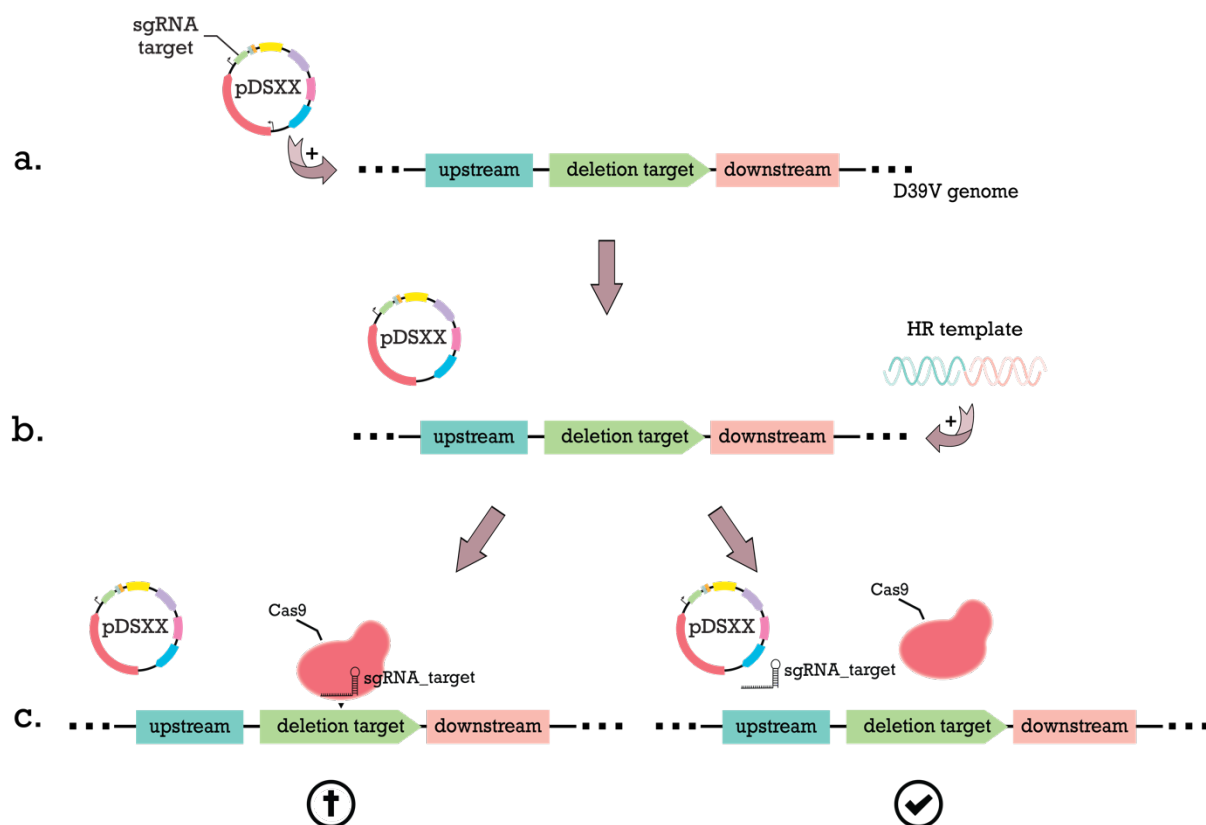 sgRNA
target
pDSXX
+
a.
upstream
deletion target
downstream
D39V genome
pDSXX
HR template
+
b.
upstream
deletion target
downstream
pDSXX
Cas9
sgRNA_target
pDSXX
Cas9
sgRNA_target
c.
upstream
deletion target
downstream
upstream
deletion target
downstream